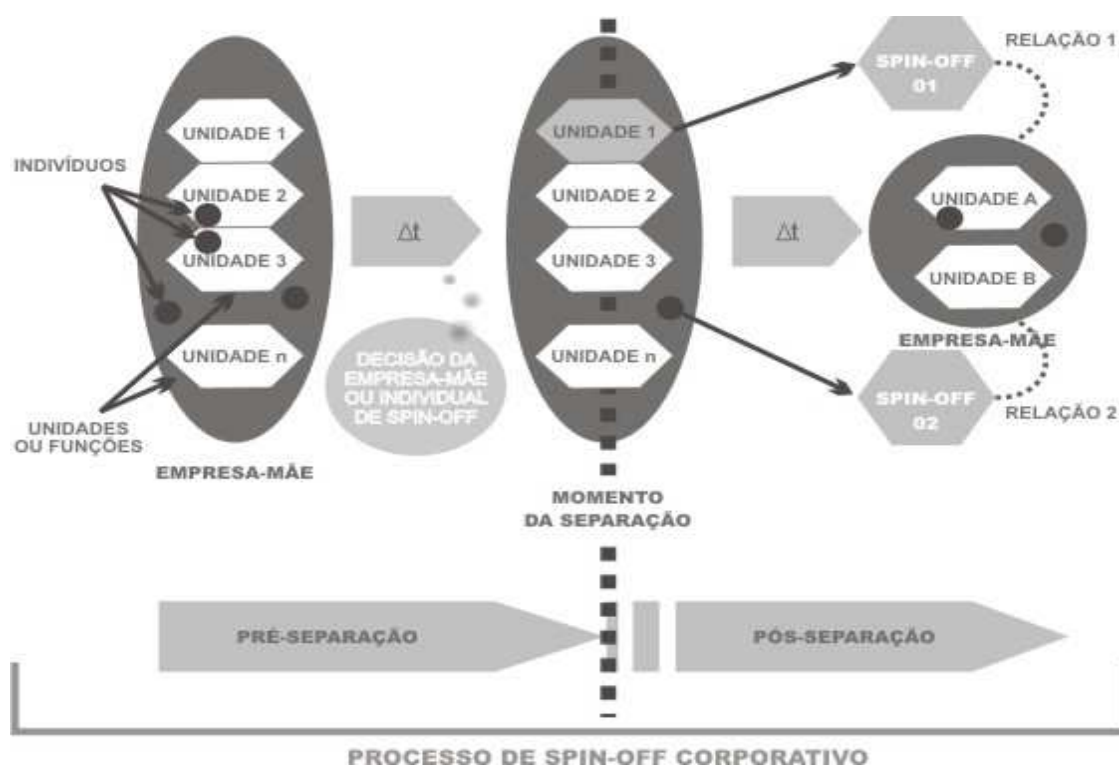 INDIVÍDUOS
UNIDADE 1
UNIDADE 2
UNIDADE 3
UNIDADE n
UNIDADES
OU FUNÇÕES
EMPRESA-MÃE
Δt
DECISÃO DA
EMPRESA-MÃE
OU INDIVIDUAL
DE SPIN-OFF
UNIDADE 1
UNIDADE 2
UNIDADE 3
UNIDADE n
MOMENTO
DA SEPARAÇÃO
Δt
SPIN-OFF
01
RELAÇÃO 1
UNIDADE A
UNIDADE B
EMPRESA-MÃE
SPIN-OFF
02
RELAÇÃO 2
PRÉ-SEPARAÇÃO
PÓS-SEPARAÇÃO
PROCESSO DE SPIN-OFF CORPORATIVO